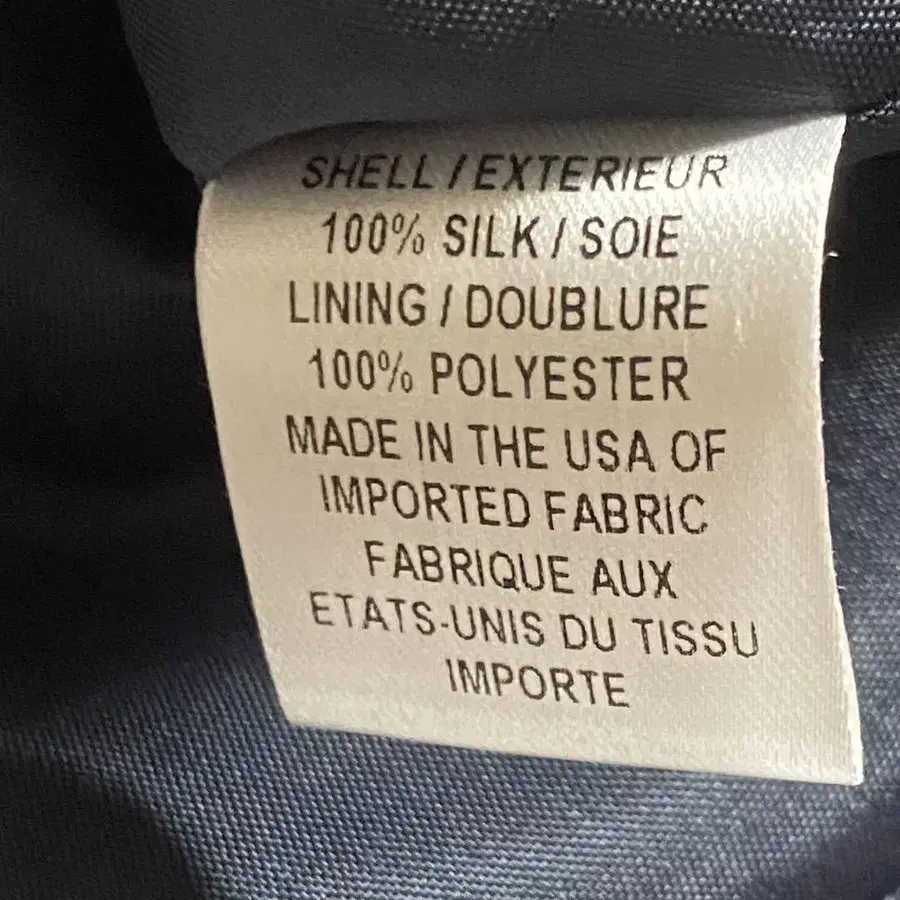 SHELL / EXTERIEUR
100% SILK / SOIE
LINING / DOUBLURE
100% POLYESTER
MADE IN THE USA OF
IMPORTED FABRIC
FABRIQUE AUX
ETATS-UNIS DU TISSU
IMPORTE